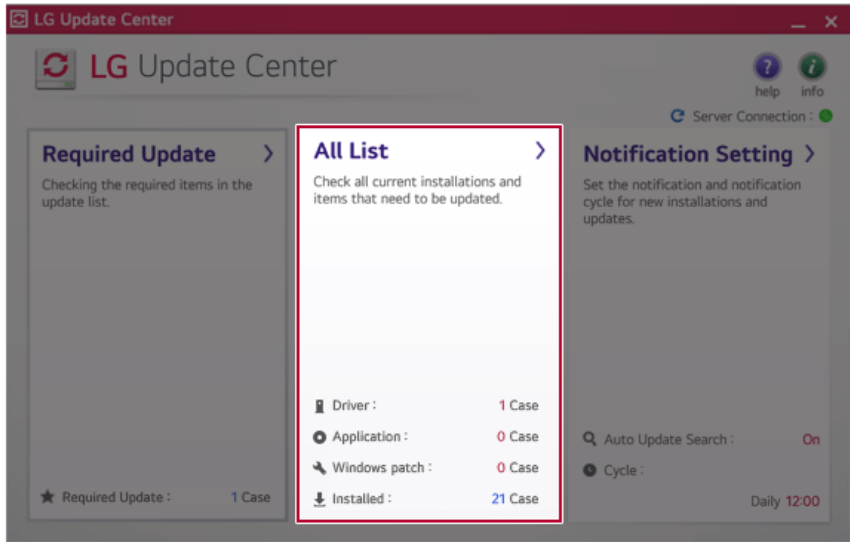 LG Update Center
LG Update Center
help
info
Server Connection :
Required Update
Checking the required items in the
update list.
Required Update :
1 Case
All List
Check all current installations and
items that need to be updated.
Driver :
1 Case
Application :
0 Case
Windows patch :
0 Case
Installed :
21 Case
Notification Setting
Set the notification and notification
cycle for new installations and
updates.
Auto Update Search :
On
Cycle :
Daily 12:00